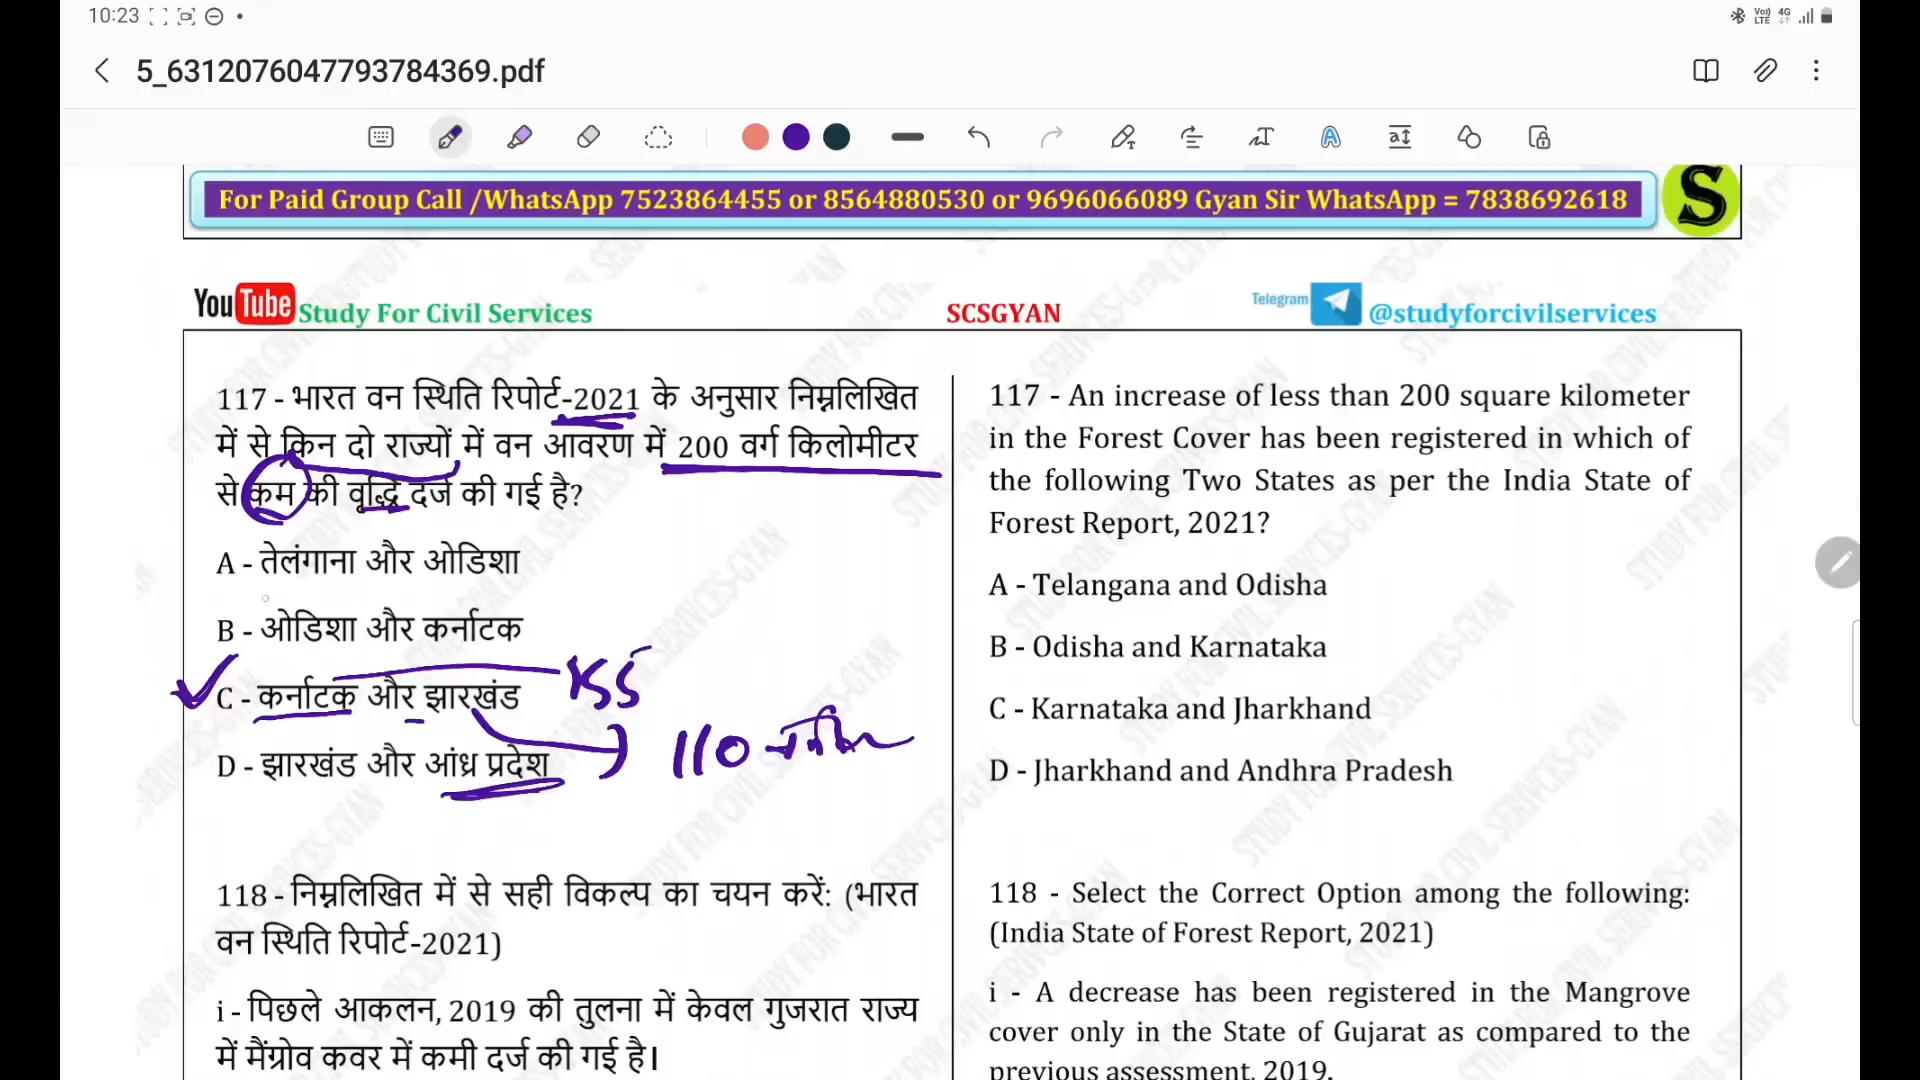 10:23
Vo)) LTE 4G
5_6312076047793784369.pdf
For Paid Group Call /WhatsApp 7523864455 or 8564880530 or 9696066089 Gyan Sir WhatsApp = 7838692618
S
YouTube Study For Civil Services
SCSGYAN
Telegram @studyforcivilservices
117 - भारत वन स्थिति रिपोर्ट-2021 के अनुसार निम्नलिखित
में से किन दो राज्यों में वन आवरण में 200 वर्ग किलोमीटर
से कम की वृद्धि दर्ज की गई है?
A - तेलंगाना और ओडिशा
B - ओडिशा और कर्नाटक
C - कर्नाटक और झारखंड
155
D - झारखंड और आंध्र प्रदेश
110
118 - निम्नलिखित में से सही विकल्प का चयन करें: (भारत
वन स्थिति रिपोर्ट-2021)
i - पिछले आकलन, 2019 की तुलना में केवल गुजरात राज्य
में मैंग्रोव कवर में कमी दर्ज की गई है।
117 - An increase of less than 200 square kilometer
in the Forest Cover has been registered in which of
the following Two States as per the India State of
Forest Report, 2021?
A - Telangana and Odisha
B - Odisha and Karnataka
C - Karnataka and Jharkhand
D - Jharkhand and Andhra Pradesh
118 - Select the Correct Option among the following:
(India State of Forest Report, 2021)
i - A decrease has been registered in the Mangrove
cover only in the State of Gujarat as compared to the
previous assessment, 2019.
STUDY FOR CIVIL SERIVCES-GYAN